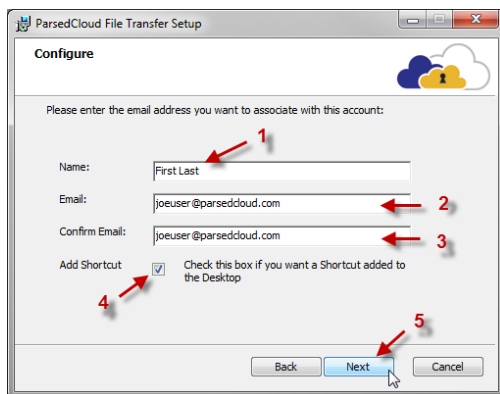 ParsedCloud File Transfer Setup
Configure
Please enter the email address you want to associate with this account:
1
Name: First Last
Email: joeuser@parsedcloud.com 2
Confirm Email: joeuser@parsedcloud.com 3
Add Shortcut Check this box if you want a Shortcut added to
the Desktop
4
5
Back Next Cancel